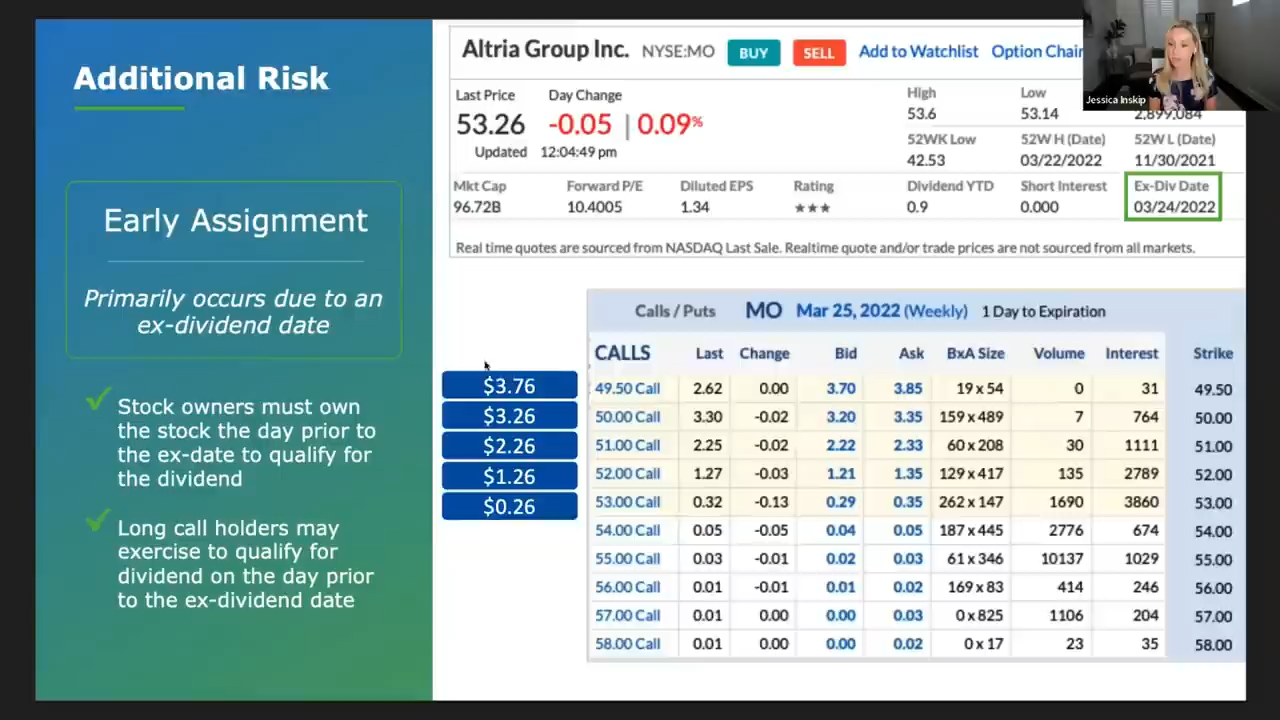 Additional Risk
Early Assignment
Primarily occurs due to an
ex-dividend date
Stock owners must own
the stock the day prior to
the ex-date to qualify for
the dividend
Long call holders may
exercise to qualify for
dividend on the day prior
to the ex-dividend date
Altria Group Inc. NYSE:MO BUY SELL Add to Watchlist Option Chain
Jessica Inskip
Last Price Day Change High Low
53.26 -0.05 | 0.09% 53.6 53.14 2,899,084
Updated 12:04:49 pm
52WK Low 52W H (Date) 52W L (Date)
42.53 03/22/2022 11/30/2021
Mkt Cap Forward P/E Diluted EPS Rating Dividend YTD Short Interest Ex-Div Date
96.72B 10.4005 1.34 ★★★ 0.9 0.000 03/24/2022
Real time quotes are sourced from NASDAQ Last Sale. Realtime quote and/or trade prices are not sourced from all markets.
Calls / Puts MO Mar 25, 2022 (Weekly) 1 Day to Expiration
CALLS Last Change Bid Ask BxA Size Volume Interest Strike
$3.76 49.50 Call 2.62 0.00 3.70 3.85 19 x 54 0 31 49.50
$3.26 50.00 Call 3.30 -0.02 3.20 3.35 159 x 489 7 764 50.00
$2.26 51.00 Call 2.25 -0.02 2.22 2.33 60 x 208 30 1111 51.00
$1.26 52.00 Call 1.27 -0.03 1.21 1.35 129 x 417 135 2789 52.00
$0.26 53.00 Call 0.32 -0.13 0.29 0.35 262 x 147 1690 3860 53.00
54.00 Call 0.05 -0.05 0.04 0.05 187 x 445 2776 674 54.00
55.00 Call 0.03 -0.01 0.02 0.03 61 x 346 10137 1029 55.00
56.00 Call 0.01 -0.01 0.01 0.02 169 x 83 414 246 56.00
57.00 Call 0.01 0.00 0.00 0.03 0 x 825 1106 204 57.00
58.00 Call 0.01 0.00 0.00 0.02 0 x 17 23 35 58.00